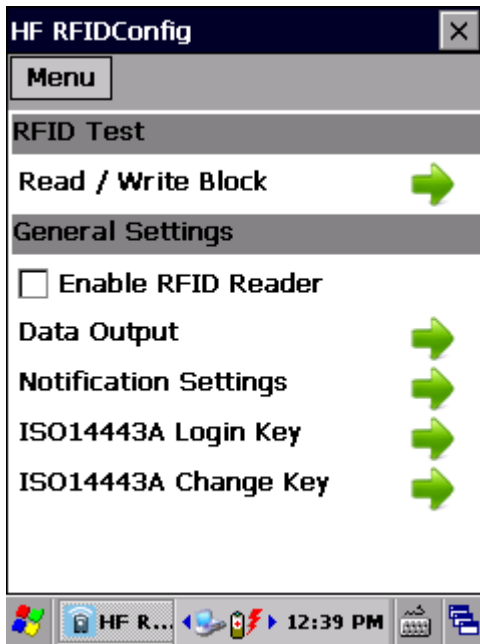 HF RFIDConfig
Menu
RFID Test
Read / Write Block
General Settings
Enable RFID Reader
Data Output
Notification Settings
ISO14443A Login Key
ISO14443A Change Key
HF R... 12:39 PM